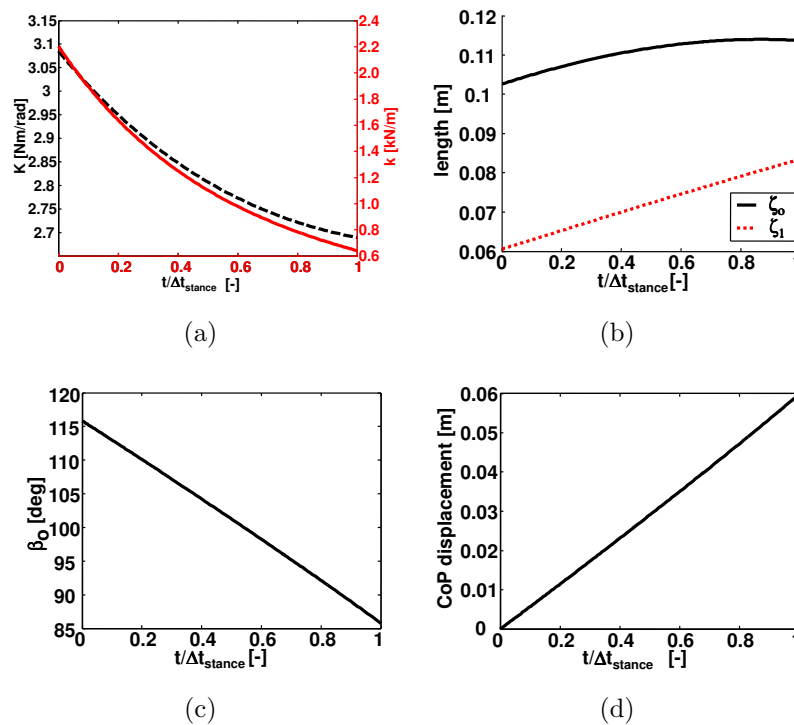 3.15
3.1
3.05
3
2.95
2.9
2.85
2.8
2.75
2.7
K [Nm/rad]
2.4
2.2
2.0
1.8
1.6
1.4
1.2
1.0
0.8
0.6
k [kN/m]
0 0.2 0.4 0.6 0.8 1
t/Δt_stance [-]
(a)
0.12
0.11
0.1
0.09
0.08
0.07
0.06
length [m]
ζ_o
ζ_1
0 0.2 0.4 0.6 0.8 1
t/Δt_stance [-]
(b)
120
115
110
105
100
95
90
85
β_o [deg]
0 0.2 0.4 0.6 0.8 1
t/Δt_stance [-]
(c)
0.06
0.05
0.04
0.03
0.02
0.01
0
CoP displacement [m]
0 0.2 0.4 0.6 0.8 1
t/Δt_stance [-]
(d)